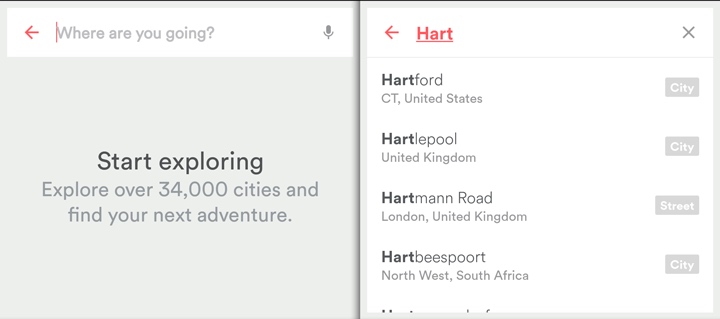 Where are you going?
Start exploring
Explore over 34,000 cities and
find your next adventure.
Hart
Hartford
CT, United States
City
Hartlepool
United Kingdom
City
Hartmann Road
London, United Kingdom
Street
Hartbeespoort
North West, South Africa
City